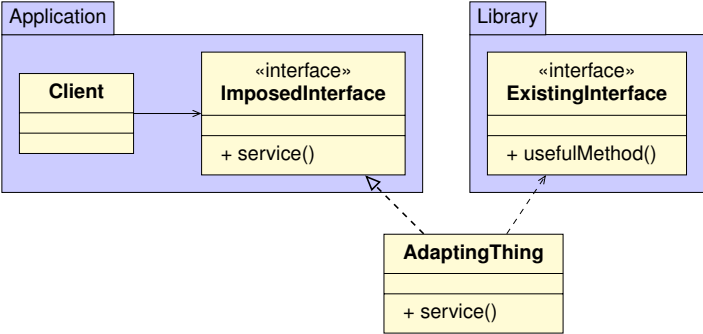 Application
Library
Client
«interface»
ImposedInterface
+ service()
«interface»
ExistingInterface
+ usefulMethod()
AdaptingThing
+ service()